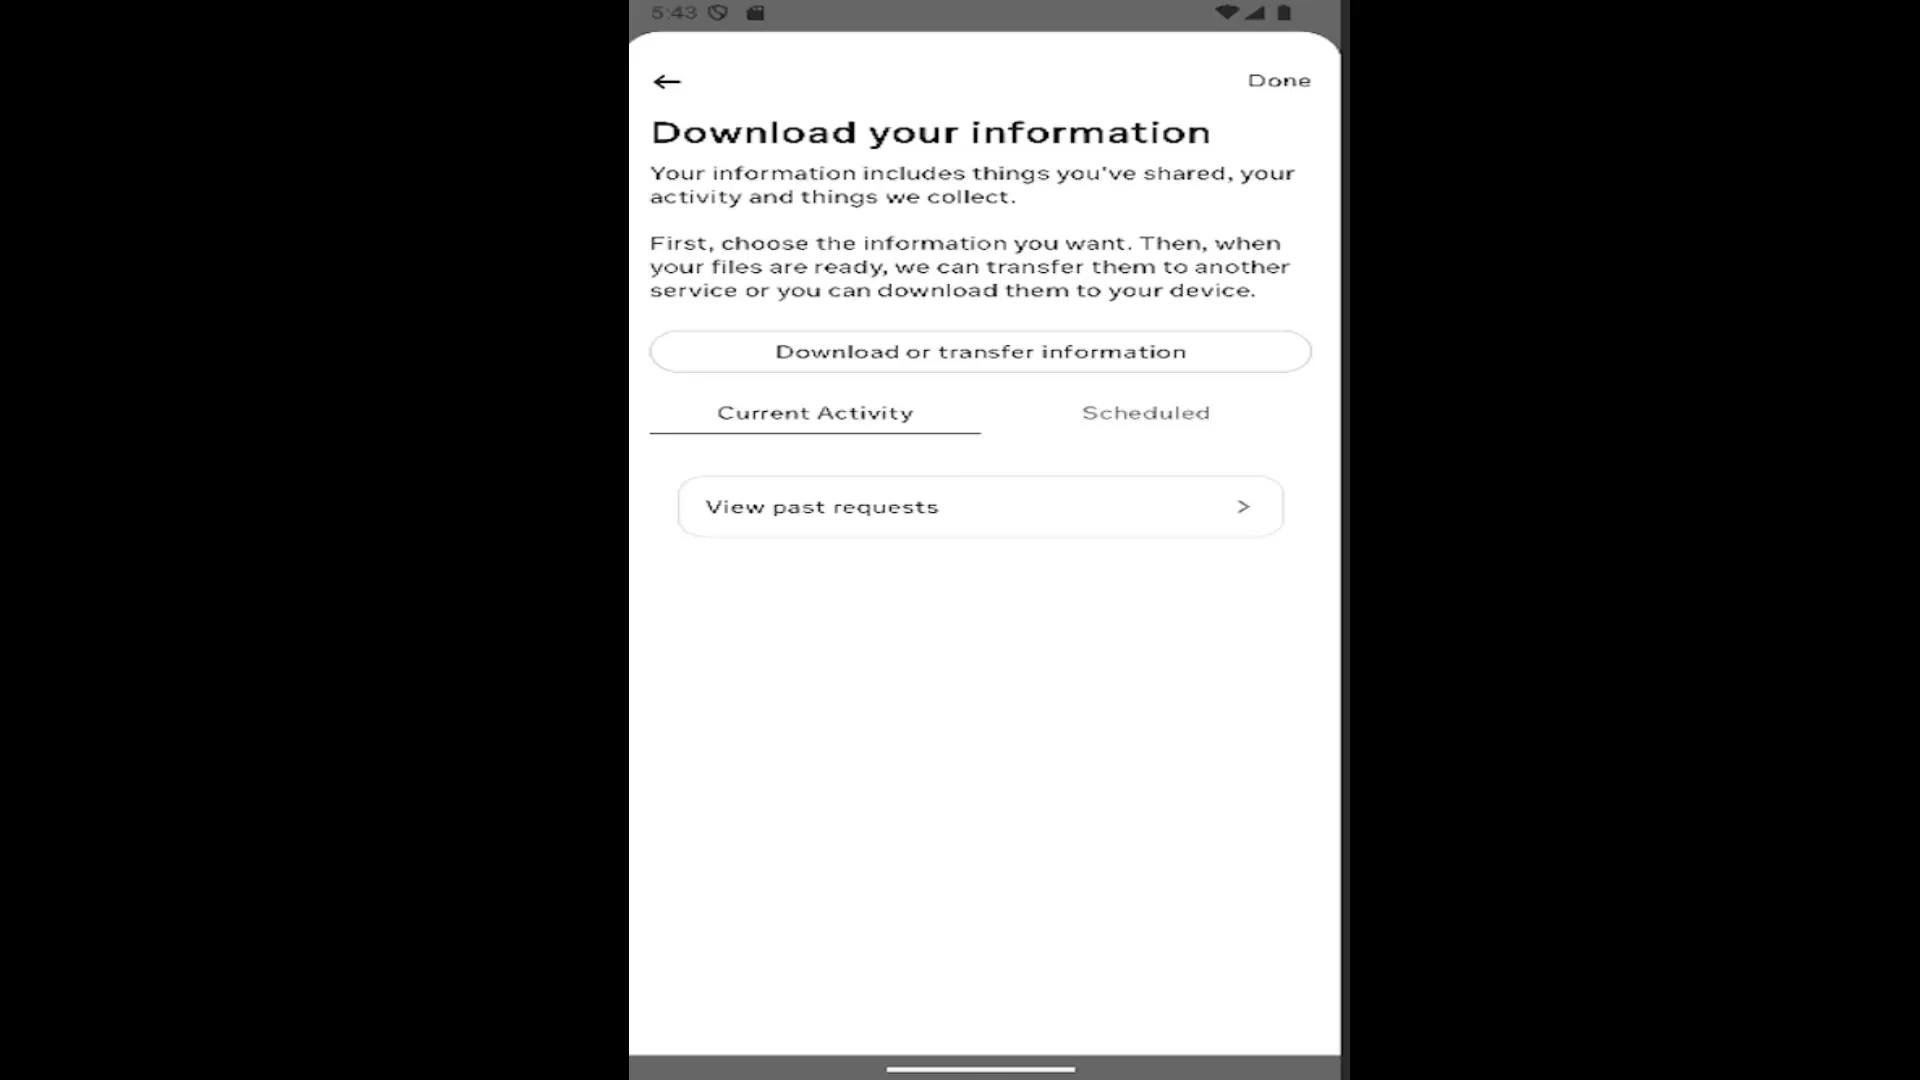 5:43
Done
Download your information
Your information includes things you've shared, your
activity and things we collect.
First, choose the information you want. Then, when
your files are ready, we can transfer them to another
service or you can download them to your device.
Download or transfer information
Current Activity
Scheduled
View past requests